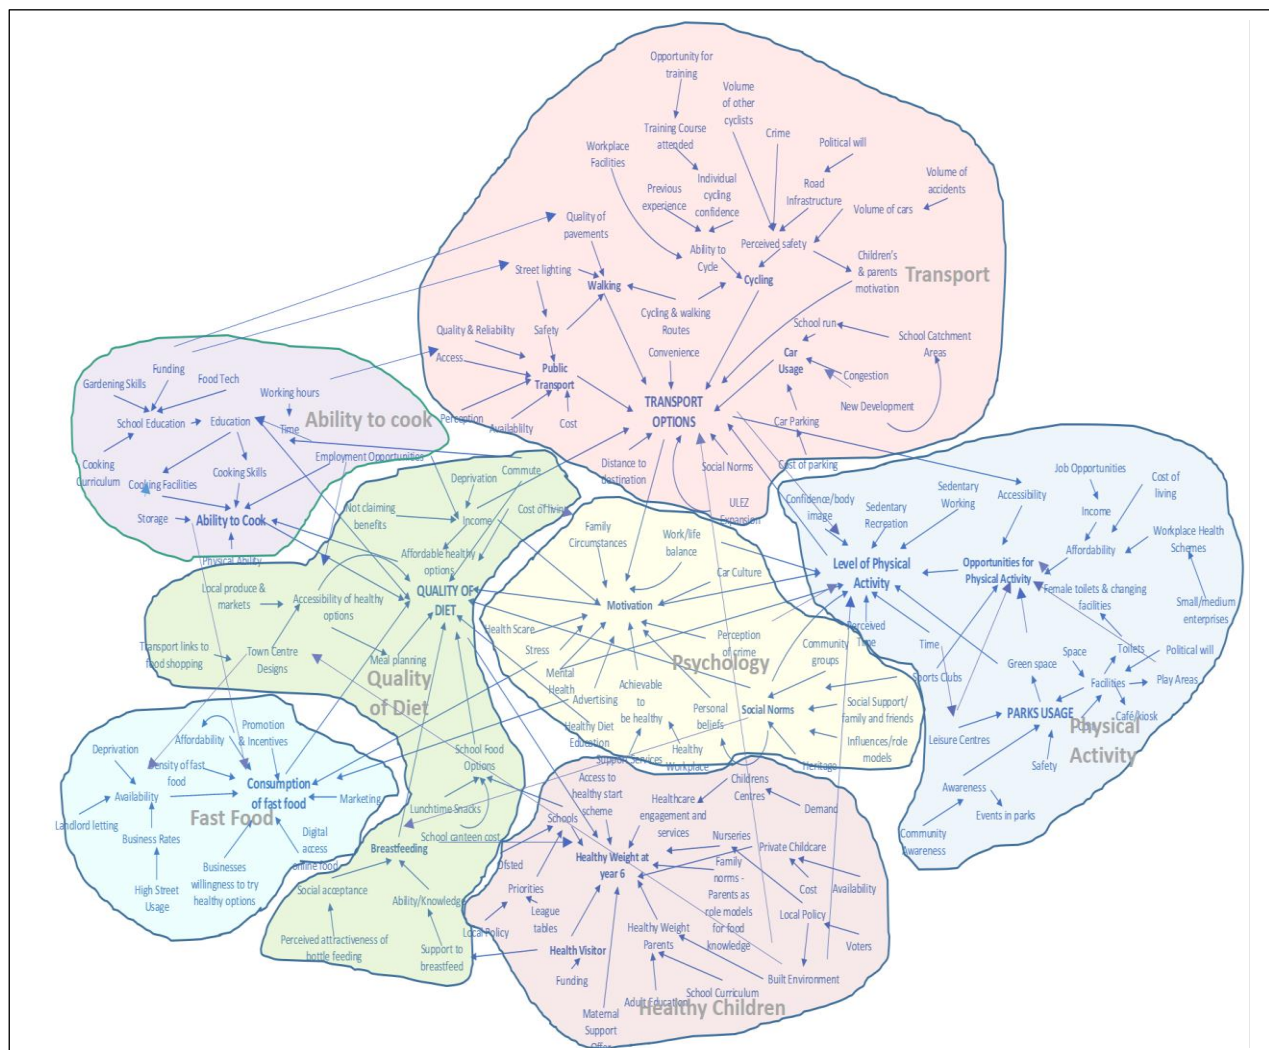 Opportunity for
training
Volume
of other
cyclists
Training Course
attended
Crime
Political will
Workplace
Facilities
Volume of
accidents
Individual
cycling
confidence
Previous
experience
Road
Infrastructure
Volume of cars
Quality of
pavements
Ability to
Cycle
Perceived safety
Children's
& parents
motivation
Transport
Street lighting
Walking
Cycling
Cycling & walking
Routes
Quality & Reliability
Safety
School run
School Catchment
Areas
Access
Convenience
Car
Usage
Public
Transport
Congestion
New Development
TRANSPORT
OPTIONS
Perception
Availablilty
Cost
Car Parking
Distance to
destination
Social Norms
Cost of parking
ULEZ
Expansion
Funding
Gardening Skills
Food Tech
Working hours
Ability to cook
School Education
Education
Time
Employment Opportunities
Cooking
Curriculum
Cooking Facilities
Cooking Skills
Storage
Ability to Cook
Physical Ability
Commute
Deprivation
Not claiming
benefits
Income
Cost of living
Affordable healthy
options
QUALITY OF
DIET
Local produce &
markets
Accessibility of healthy
options
Transport links to
food shopping
Town Centre
Designs
Meal planning
Quality
of Diet
School Food
Options
Lunchtime Snacks
School canteen cost
Breastfeeding
Social acceptance
Ability/Knowledge
Perceived attractiveness of
bottle feeding
Support to
breastfeed
Family
Circumstances
Work/life
balance
Car Culture
Motivation
Health Scare
Stress
Perception
of crime
Psychology
Community
groups
Mental
Health
Advertising
Achievable
to
be healthy
Personal
beliefs
Social Norms
Social Support/
family and friends
Healthy Diet
Education
Support Services
Healthy
Workplace
Influences/role
models
Heritage
Confidence/body
image
Sedentary
Recreation
Sedentary
Working
Job Opportunities
Accessibility
Cost of
living
Income
Workplace Health
Schemes
Affordability
Level of Physical
Activity
Opportunities for
Physical Activity
Female toilets & changing
facilities
Small/medium
enterprises
Perceived
Time
Time
Toilets
Space
Political will
Sports Clubs
Green space
Facilities
Play Areas
PARKS USAGE
Café/kiosk
Physical
Activity
Leisure Centres
Safety
Awareness
Events in parks
Community
Awareness
Promotion
& Incentives
Affordability
Deprivation
Density of fast
food
Consumption
of fast food
Availability
Marketing
Fast Food
Landlord letting
Business Rates
Digital
access
online food
High Street
Usage
Businesses
willingness to try
healthy options
Access to
healthy start
scheme
Healthcare
engagement and
services
Childrens
Centres
Demand
Schools
Nurseries
Private Childcare
Healthy Weight at
year 6
Ofsted
Priorities
Family
norms -
Parents as
role models
for food
knowledge
Cost
Availability
League
tables
Local Policy
Local Policy
Healthy Weight
Parents
Voters
Health Visitor
Funding
Built Environment
School Curriculum
Adult Education
Healthy Children
Maternal
Support
Offer